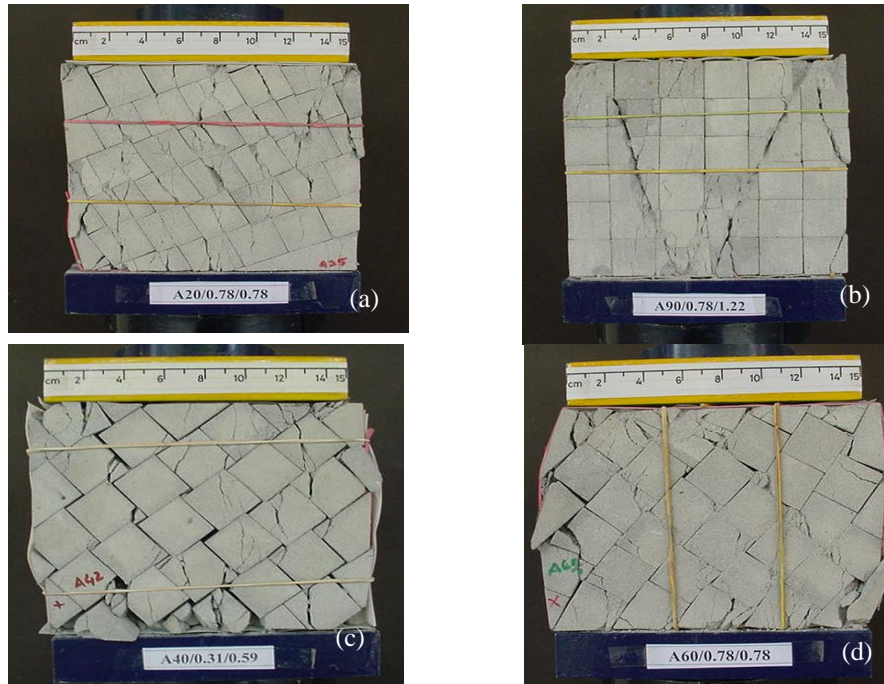 cm 2 4 6 8 10 12 14 15
A25
A20/0.78/0.78
(a)
cm 2 4 6 8 10 12 14 15
A90/0.78/1.22
(b)
cm 2 4 6 8 10 12 14 15
A42
+
A40/0.31/0.59
(c)
cm 2 4 6 8 10 12 14 15
x
A60/0.78/0.78
(d)